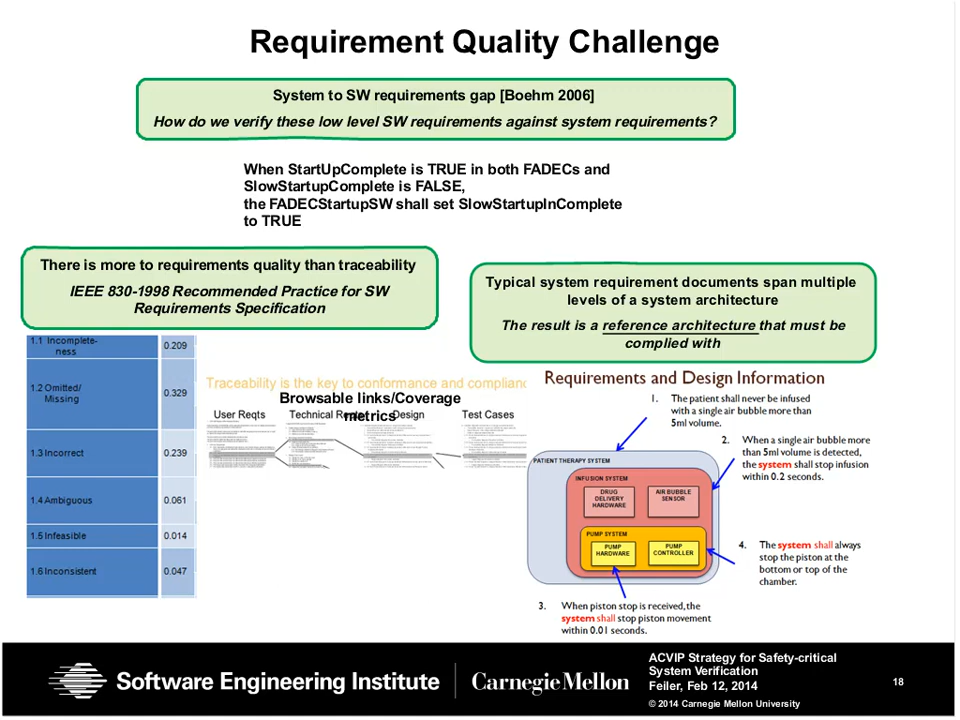 Requirement Quality Challenge
System to SW requirements gap [Boehm 2006]
How do we verify these low level SW requirements against system requirements?
When StartUpComplete is TRUE in both FADECs and
SlowStartupComplete is FALSE,
the FADECStartupSW shall set SlowStartupInComplete
to TRUE
There is more to requirements quality than traceability
IEEE 830-1998 Recommended Practice for SW
Requirements Specification
Typical system requirement documents span multiple
levels of a system architecture
The result is a reference architecture that must be
complied with
1.1 Incomplete-
ness
0.209
1.2 Omitted/
Missing
0.329
1.3 Incorrect
0.239
1.4 Ambiguous
0.061
1.5 Infeasible
0.014
1.6 Inconsistent
0.047
Traceability is the key to conformance and complianc
Browsable links/Coverage
metrics
User Reqts
Technical
Design
Test Cases
Requirements and Design Information
1. The patient shall never be infused
with a single air bubble more than
5ml volume.
2. When a single air bubble more
than 5ml volume is detected,
the system shall stop infusion
within 0.2 seconds.
PATIENT THERAPY SYSTEM
INFUSION SYSTEM
DRUG
DELIVERY
HARDWARE
AIR BUBBLE
SENSOR
PUMP SYSTEM
PUMP
HARDWARE
PUMP
CONTROLLER
4. The system shall always
stop the piston at the
bottom or top of the
chamber.
3. When piston stop is received, the
system shall stop piston movement
within 0.01 seconds.
Software Engineering Institute
Carnegie Mellon
ACVIP Strategy for Safety-critical
System Verification
Feiler, Feb 12, 2014
© 2014 Carnegie Mellon University
18